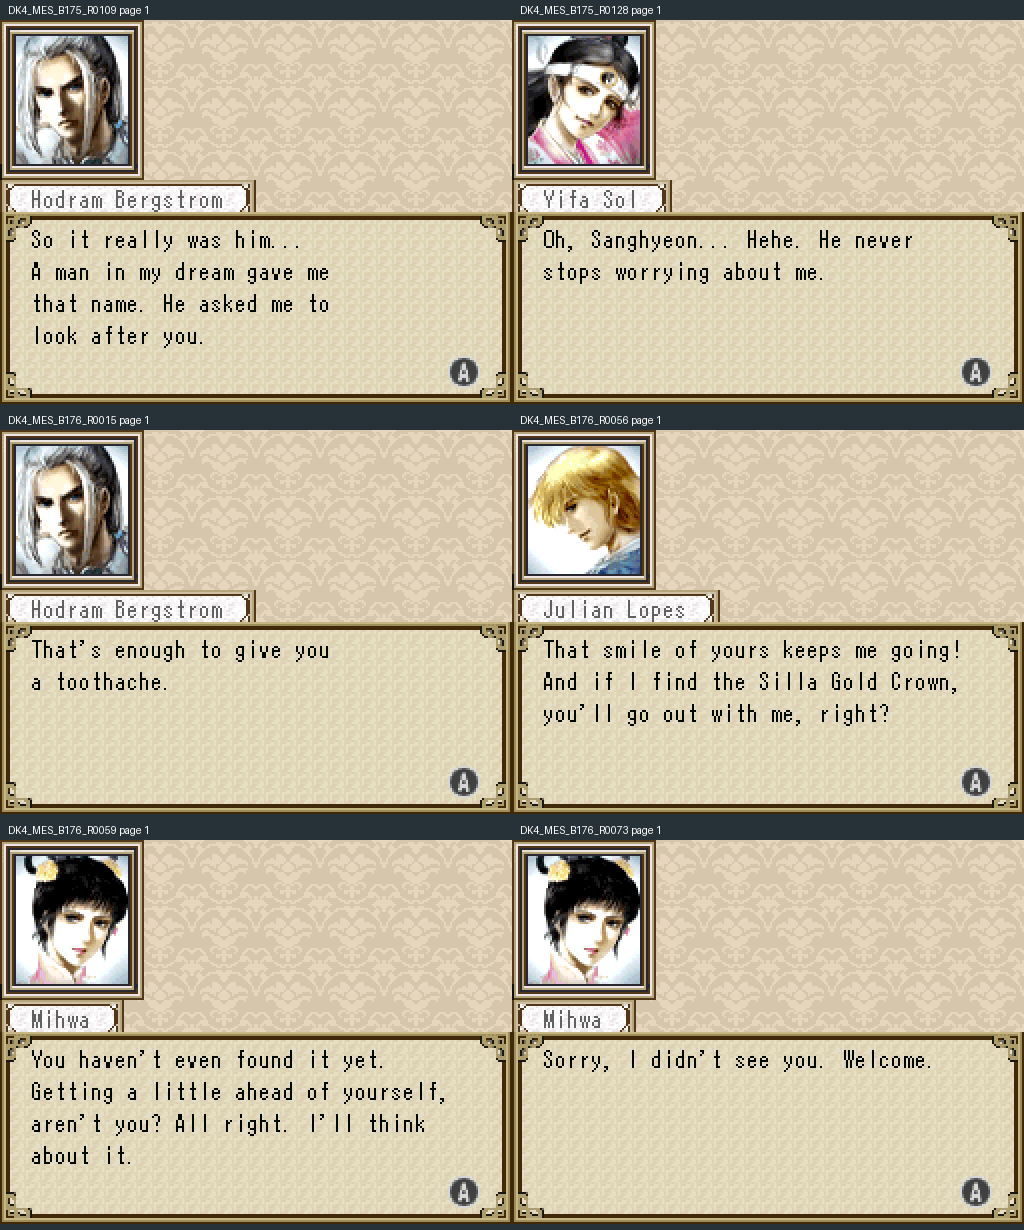 DK4_MES_B175_R0109 page 1
Hodram Bergstrom
So it really was him...
A man in my dream gave me
that name. He asked me to
look after you.
A
DK4_MES_B175_R0128 page 1
Yifa Sol
Oh, Sanghyeon... Hehe. He never
stops worrying about me.
A
DK4_MES_B176_R0015 page 1
Hodram Bergstrom
That's enough to give you
a toothache.
A
DK4_MES_B176_R0056 page 1
Julian Lopes
That smile of yours keeps me going!
And if I find the Silla Gold Crown,
you'll go out with me, right?
A
DK4_MES_B176_R0059 page 1
Mihwa
You haven't even found it yet.
Getting a little ahead of yourself,
aren't you? All right. I'll think
about it.
A
DK4_MES_B176_R0073 page 1
Mihwa
Sorry, I didn't see you. Welcome.
A